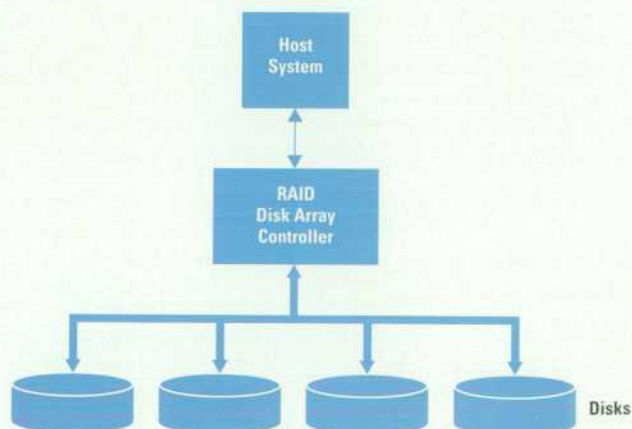 Host
System
RAID
Disk Array
Controller
Disks